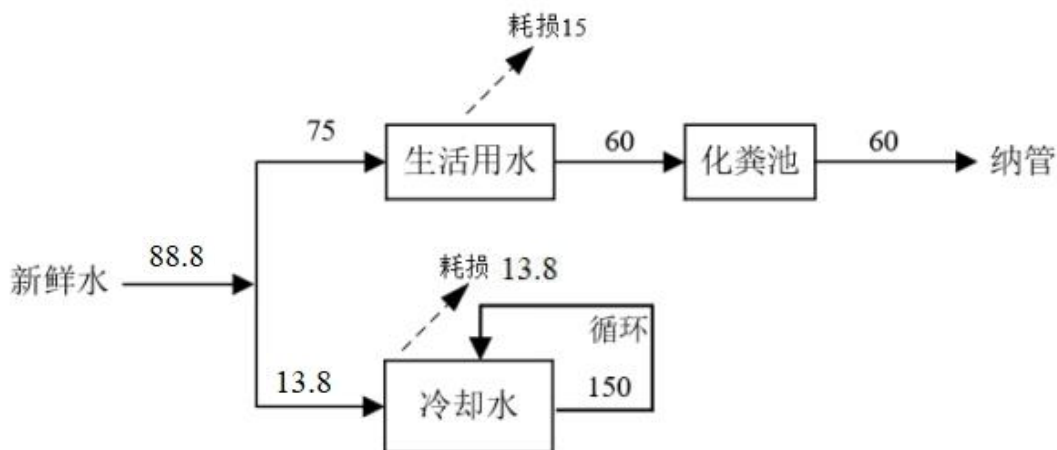 耗损15
75
生活用水
60
化粪池
60
纳管
新鲜水
88.8
耗损 13.8
循环
13.8
冷却水
150